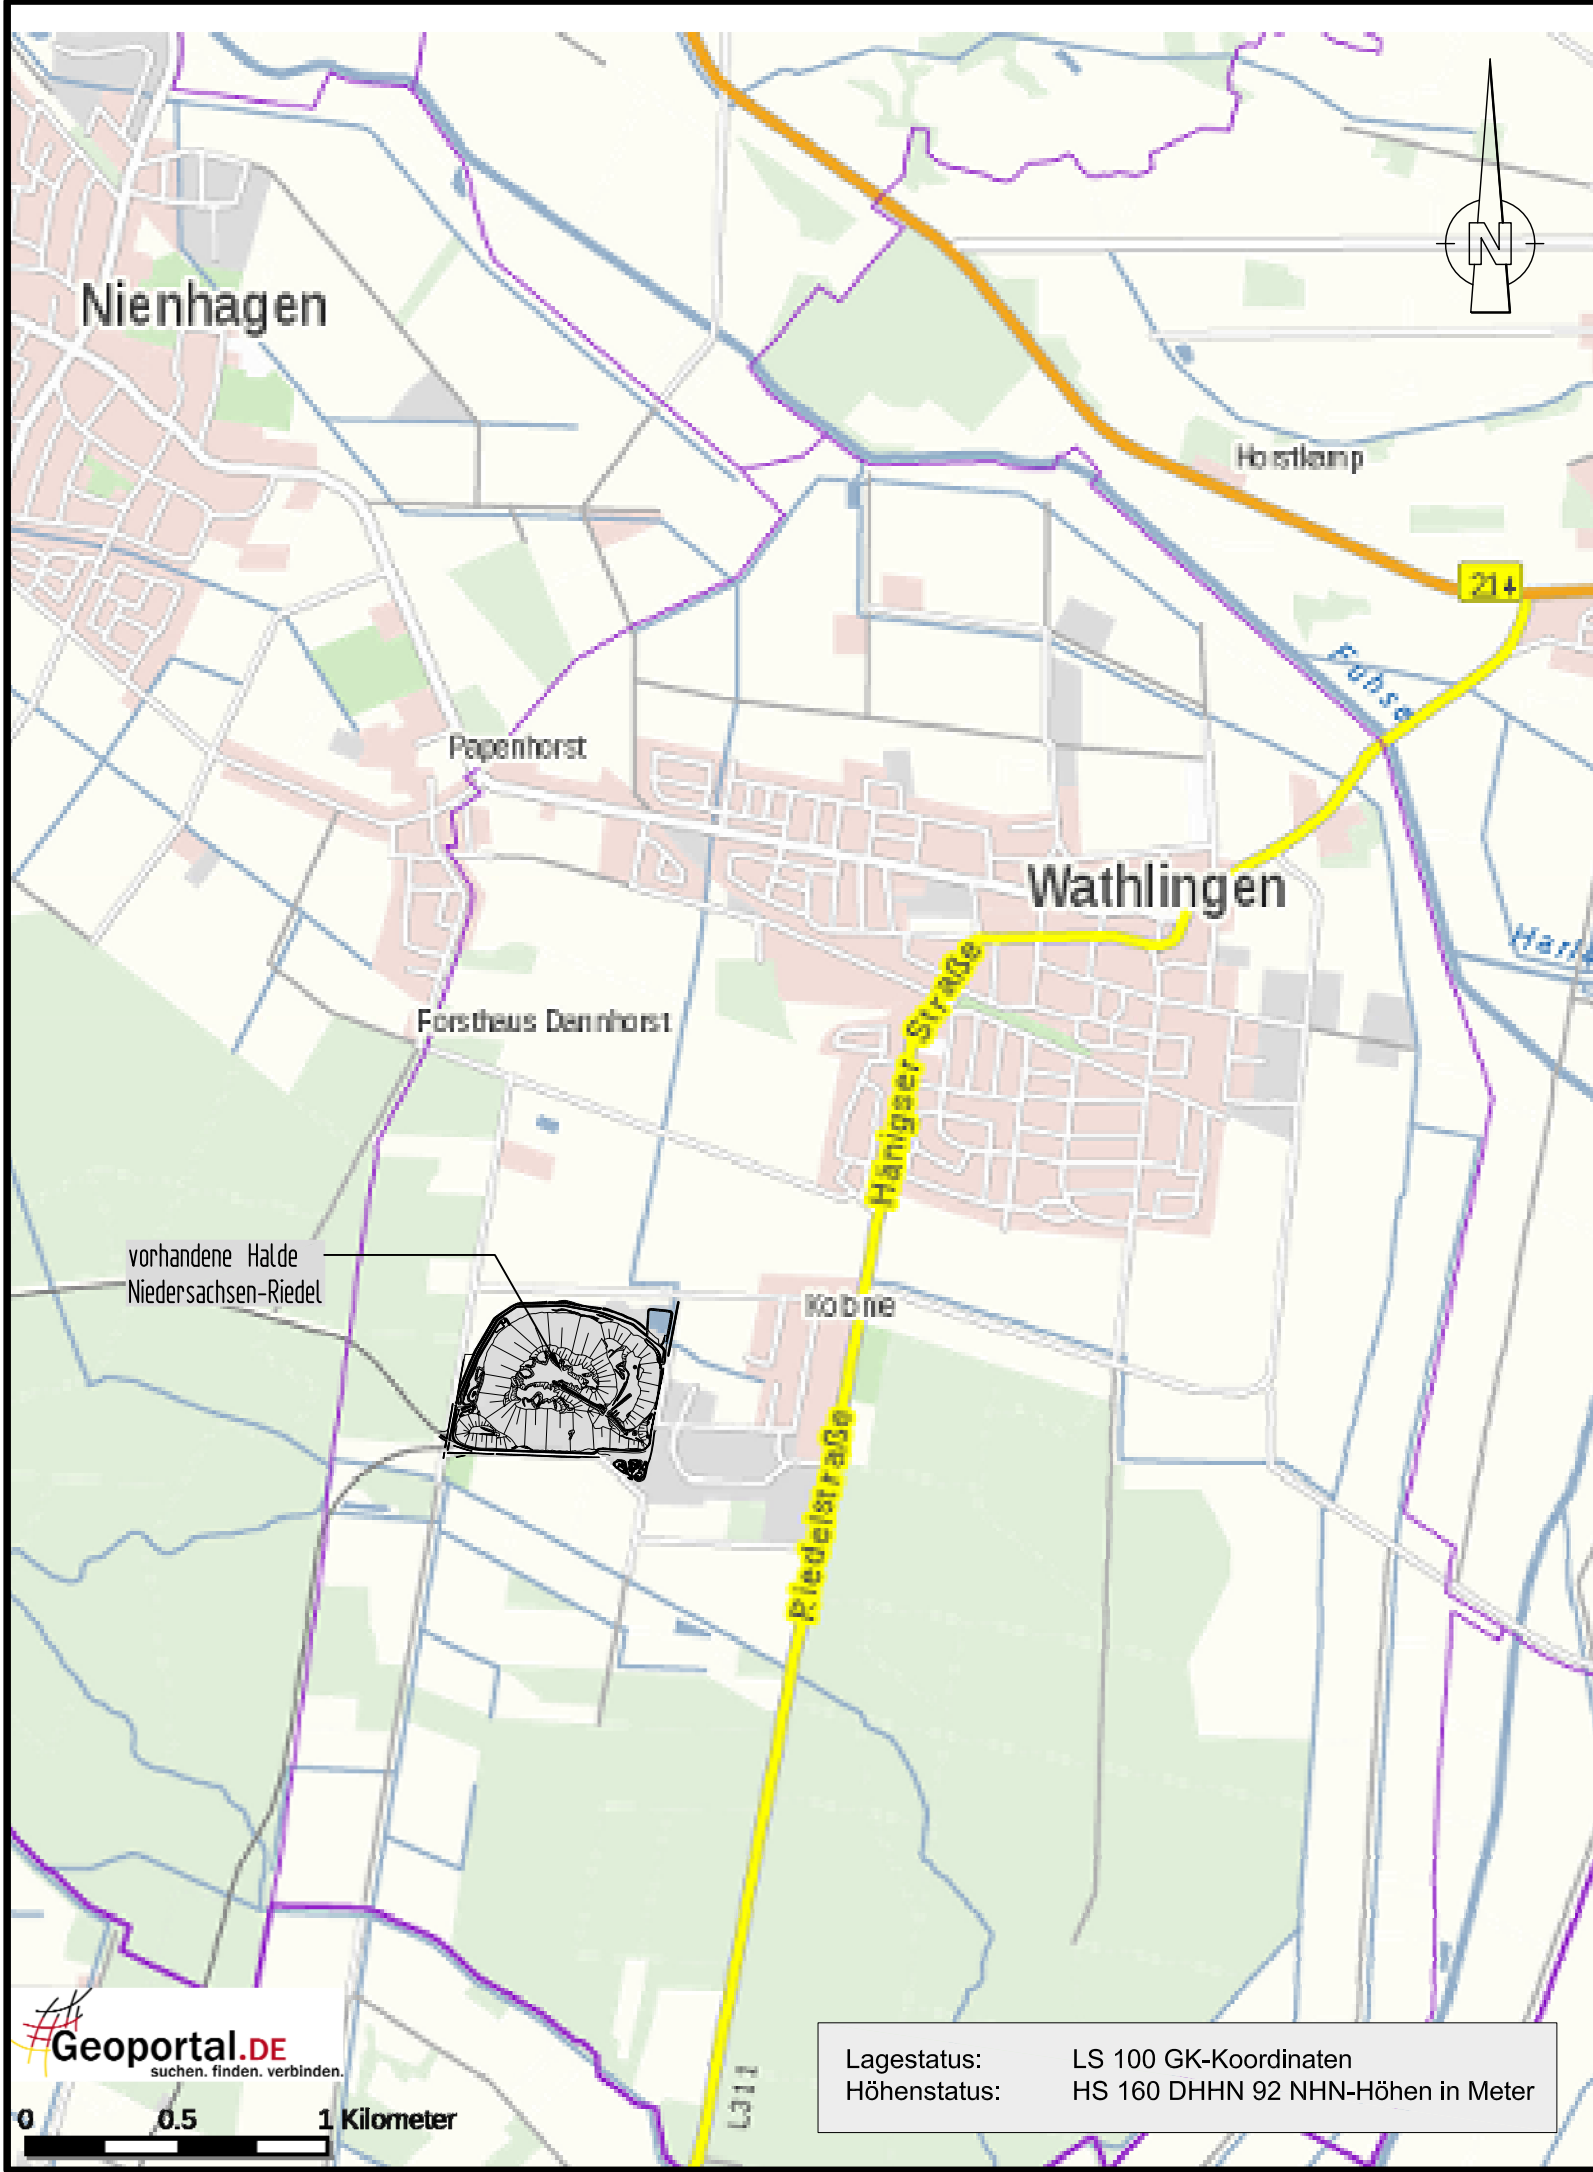 Nienhagen
N
Horstkamp
214
Fuhse
Papenhorst
Wathlingen
Hänigser Straße
Forsthaus Dannhorst
vorhandene Halde
Niedersachsen-Riedel
Kolonie
Riedelstraße
L311
Geoportal.DE
suchen. finden. verbinden.
0 0.5 1 Kilometer
Lagestatus: LS 100 GK-Koordinaten
Höhenstatus: HS 160 DHHN 92 NHN-Höhen in Meter